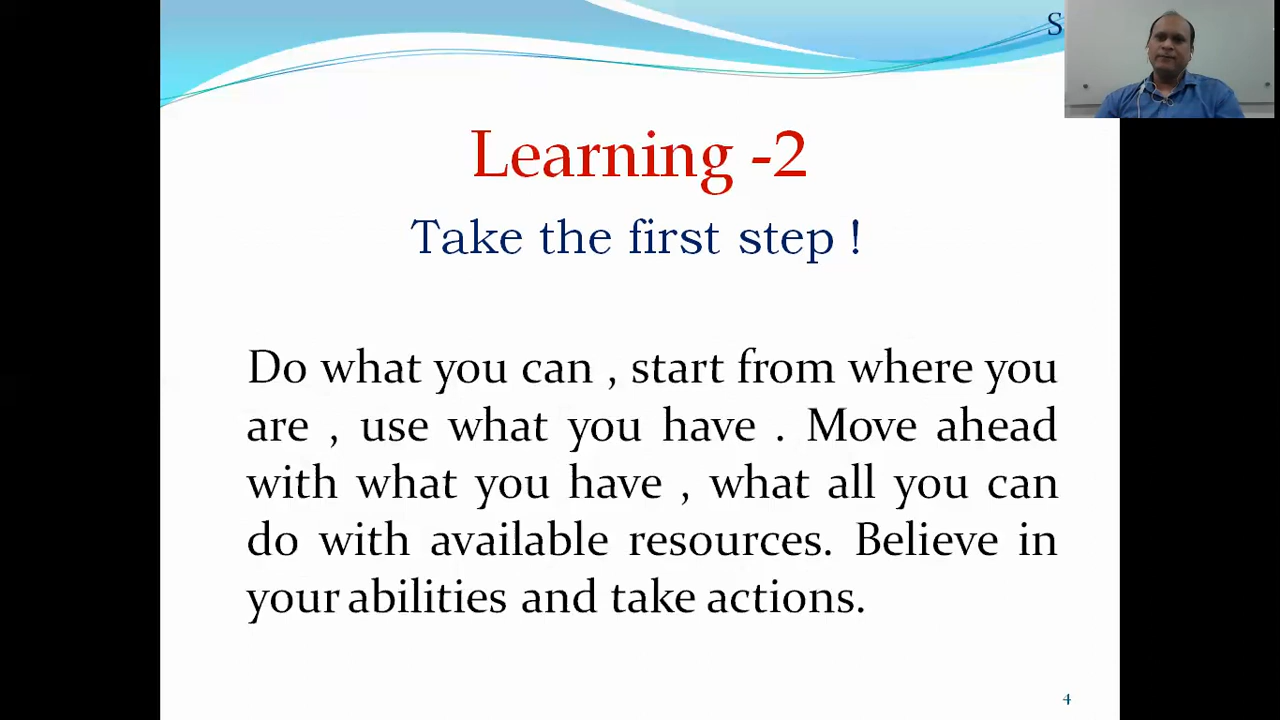 S
Learning -2
Take the first step !
Do what you can , start from where you
are , use what you have . Move ahead
with what you have , what all you can
do with available resources. Believe in
your abilities and take actions.
4